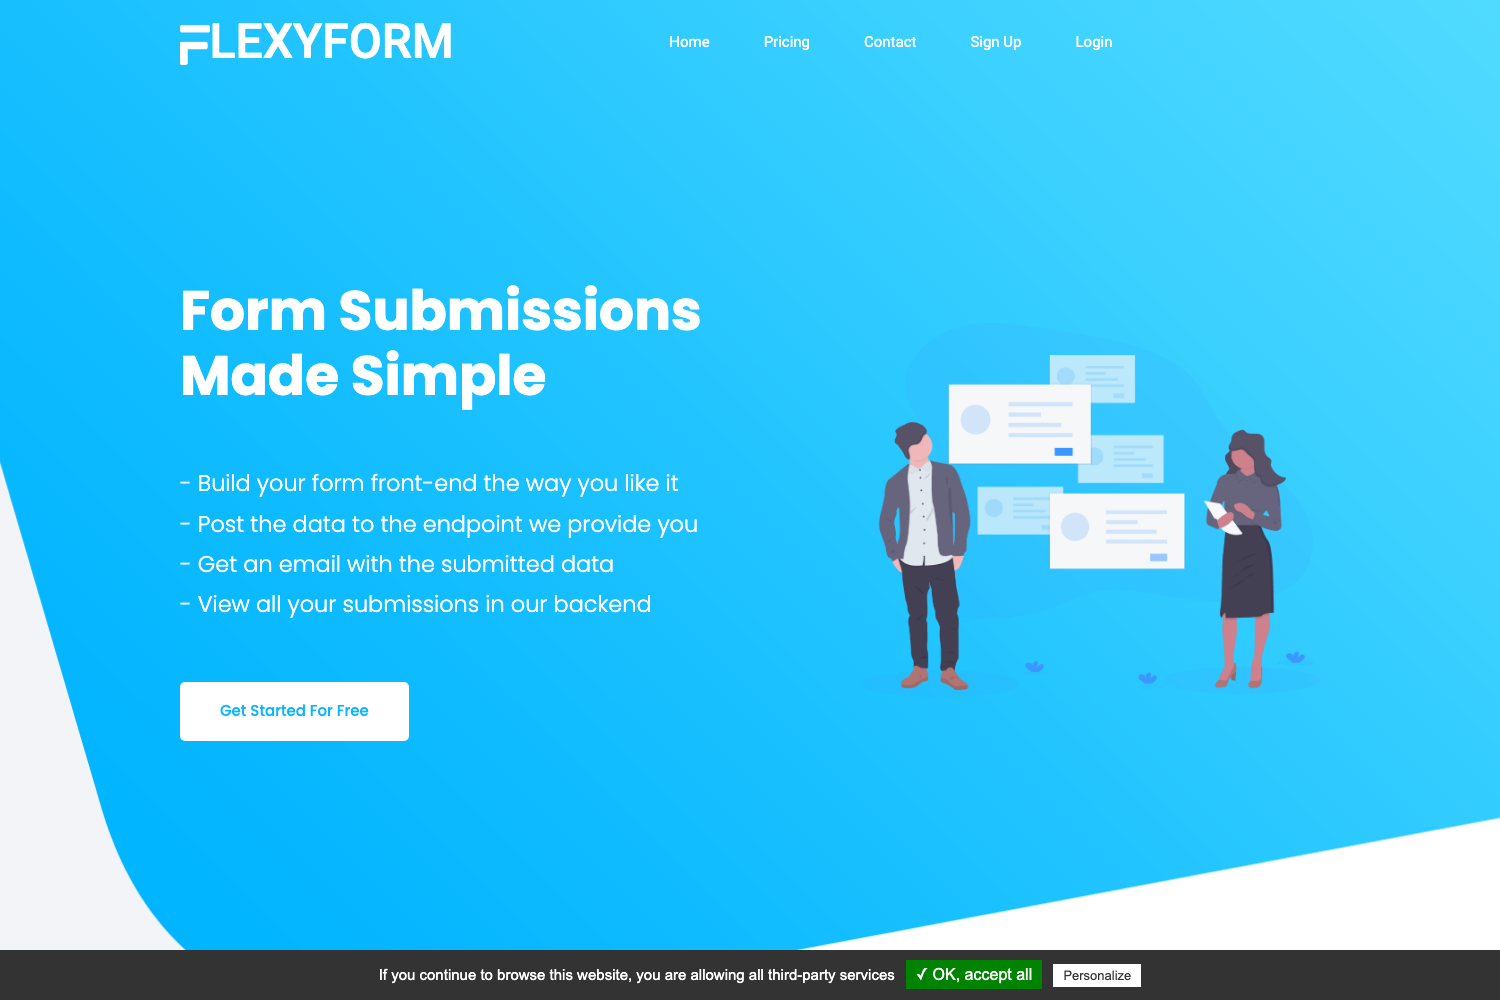 FLEXYFORM
Home Pricing Contact Sign Up Login
Form Submissions
Made Simple
- Build your form front-end the way you like it
- Post the data to the endpoint we provide you
- Get an email with the submitted data
- View all your submissions in our backend
Get Started For Free
If you continue to browse this website, you are allowing all third-party services ✓ OK, accept all Personalize